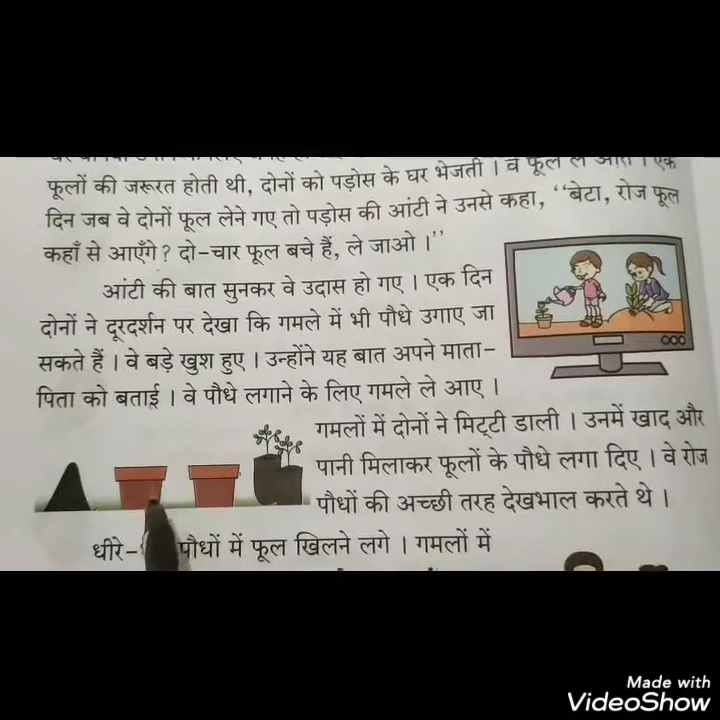 फूलों की जरूरत होती थी, दोनों को पड़ोस के घर भेजती । वे फूल ले आते । एक
दिन जब वे दोनों फूल लेने गए तो पड़ोस की आंटी ने उनसे कहा, ‘‘बेटा, रोज फूल
कहाँ से आएँगे ? दो-चार फूल बचे हैं, ले जाओ ।’’
आंटी की बात सुनकर वे उदास हो गए । एक दिन
दोनों ने दूरदर्शन पर देखा कि गमले में भी पौधे उगाए जा
सकते हैं । वे बड़े खुश हुए । उन्होंने यह बात अपने माता-
पिता को बताई । वे पौधे लगाने के लिए गमले ले आए ।
गमलों में दोनों ने मिट्टी डाली । उनमें खाद और
पानी मिलाकर फूलों के पौधे लगा दिए । वे रोज
पौधों की अच्छी तरह देखभाल करते थे ।
धीरे- पौधों में फूल खिलने लगे । गमलों में
Made with
VideoShow